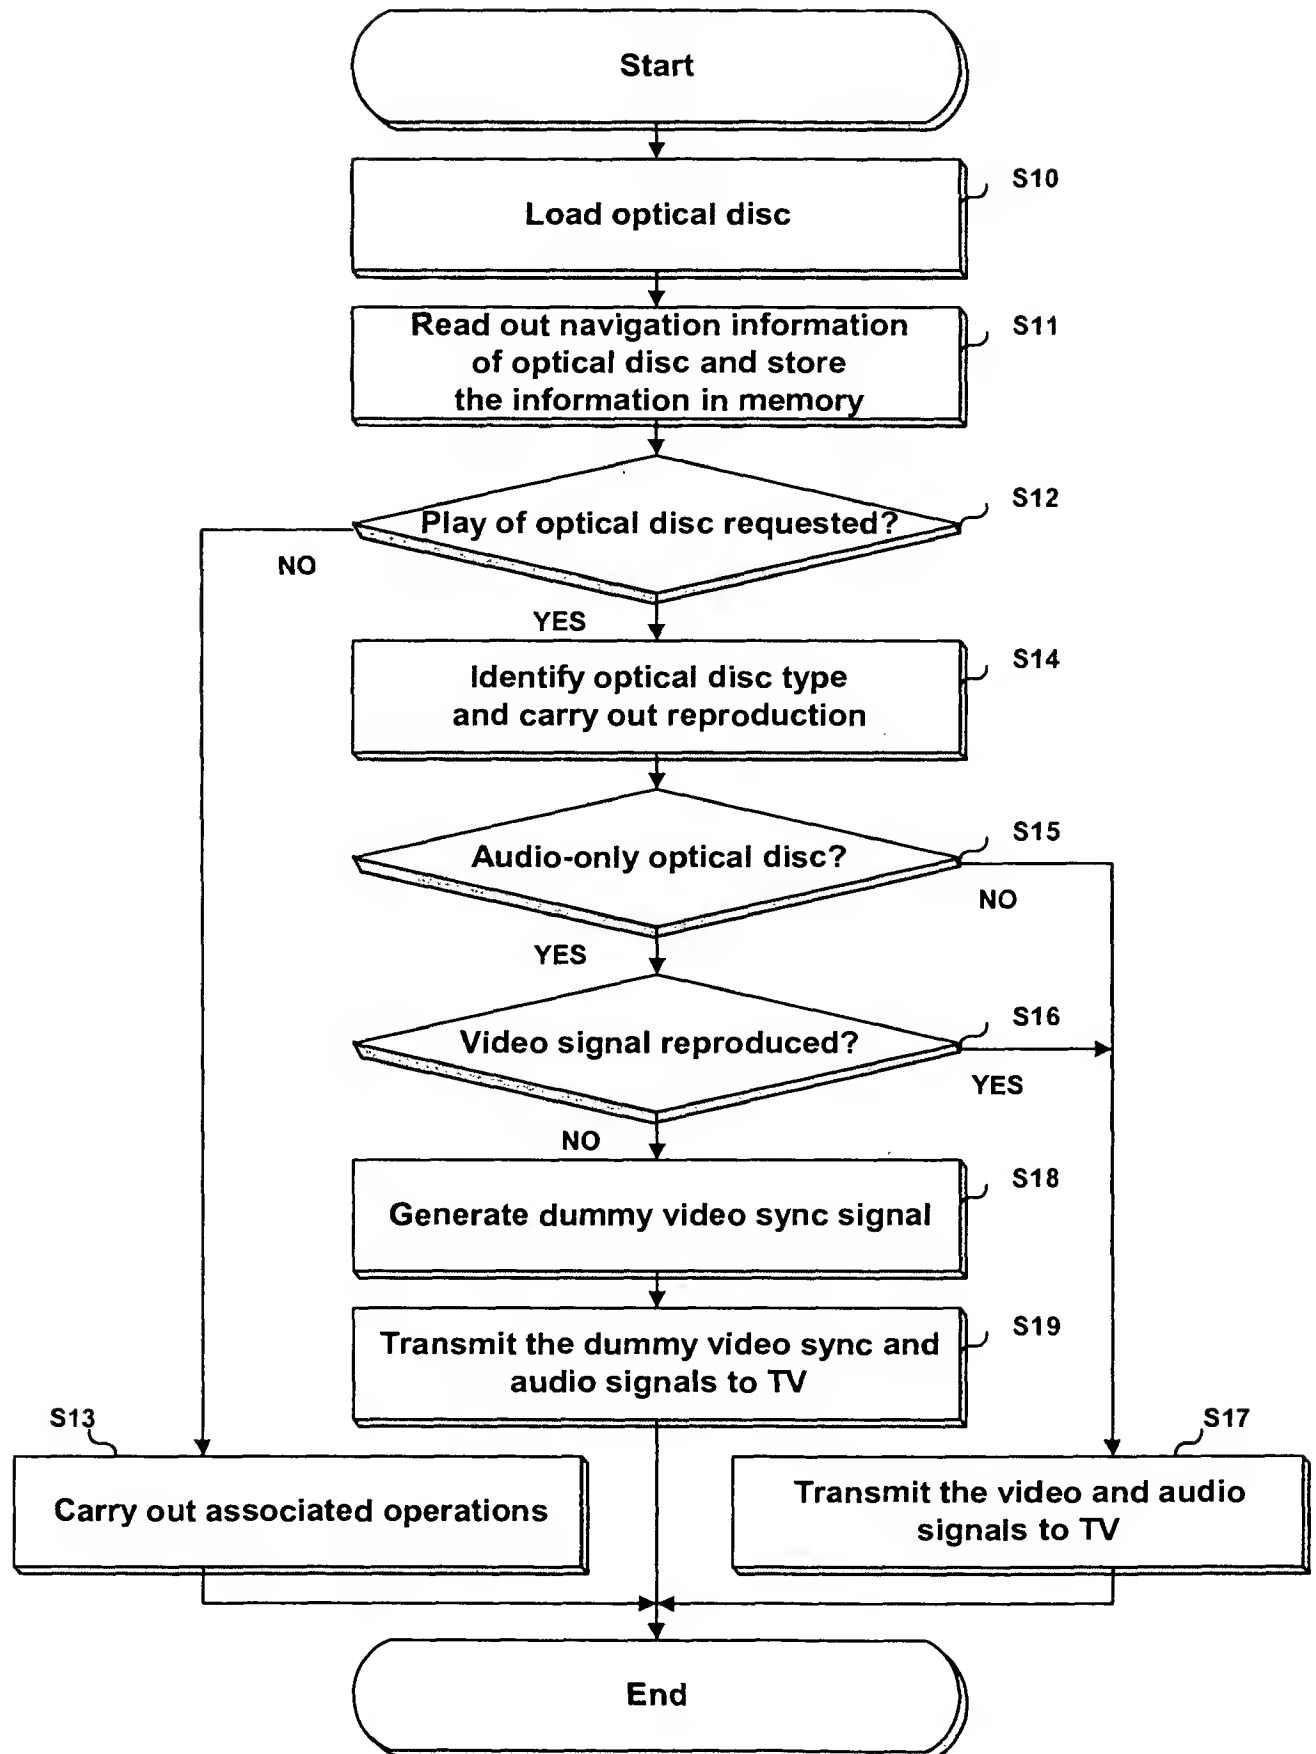 Start
S10
Load optical disc
S11
Read out navigation information
of optical disc and store
the information in memory
S12
Play of optical disc requested?
NO
YES
S14
Identify optical disc type
and carry out reproduction
S15
Audio-only optical disc?
NO
YES
S16
Video signal reproduced?
YES
NO
S18
Generate dummy video sync signal
S19
Transmit the dummy video sync and
audio signals to TV
S13
Carry out associated operations
S17
Transmit the video and audio
signals to TV
End